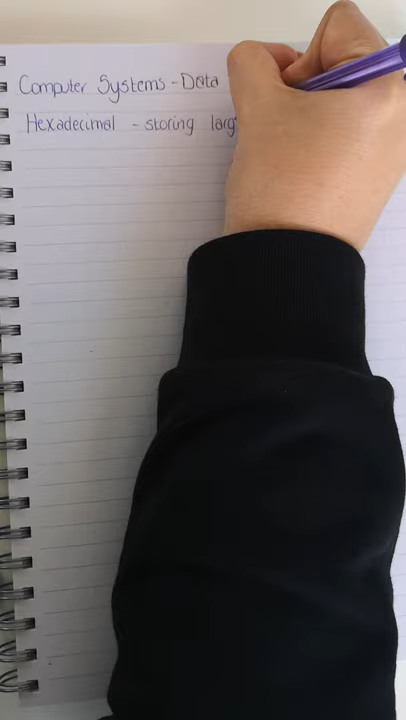 Computer Systems - Data
Hexadecimal - storing larg